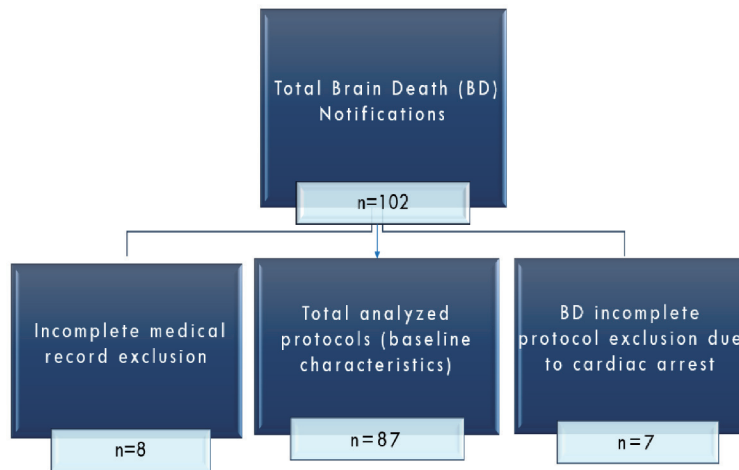 Total Brain Death (BD)
Notifications
n=102
Incomplete medical
record exclusion
n=8
Total analyzed
protocols (baseline
characteristics)
n=87
BD incomplete
protocol exclusion due
to cardiac arrest
n=7